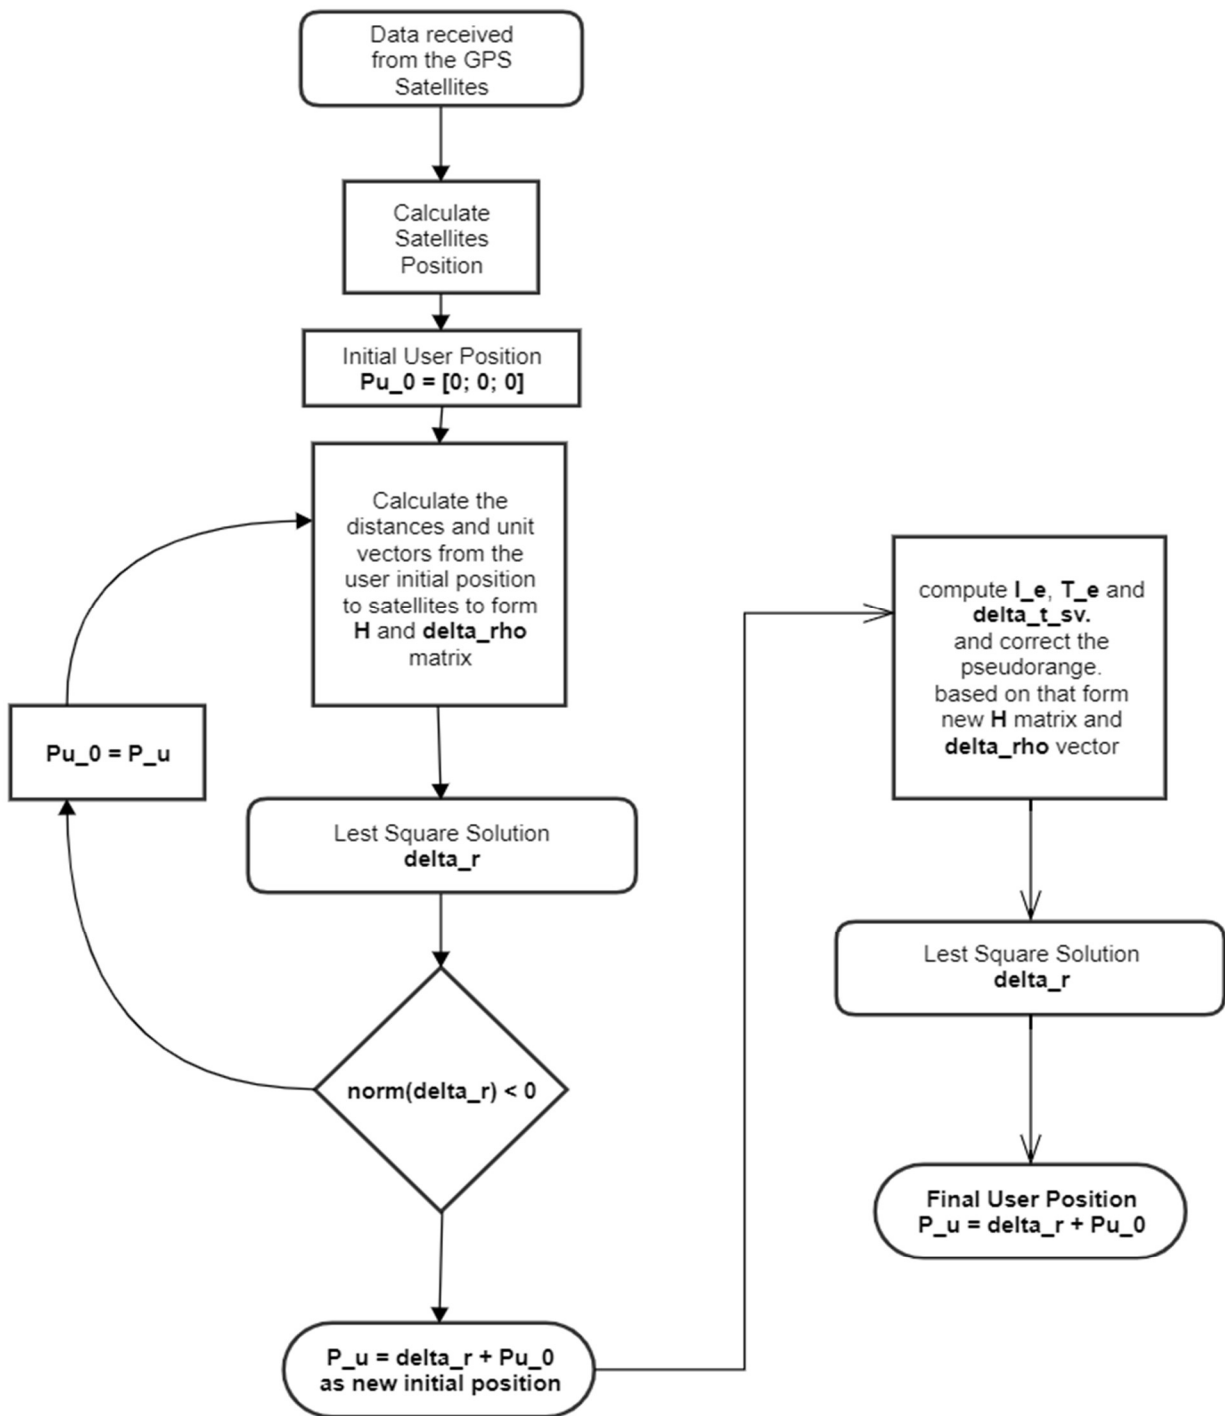 Data received
from the GPS
Satellites
Calculate
Satellites
Position
Initial User Position
Pu_0 = [0; 0; 0]
Calculate the
distances and unit
vectors from the
user initial position
to satellites to form
H and delta_rho
matrix
Pu_0 = P_u
Lest Square Solution
delta_r
norm(delta_r) < 0
P_u = delta_r + Pu_0
as new initial position
compute I_e, T_e and
delta_t_sv.
and correct the
pseudorange.
based on that form
new H matrix and
delta_rho vector
Lest Square Solution
delta_r
Final User Position
P_u = delta_r + Pu_0